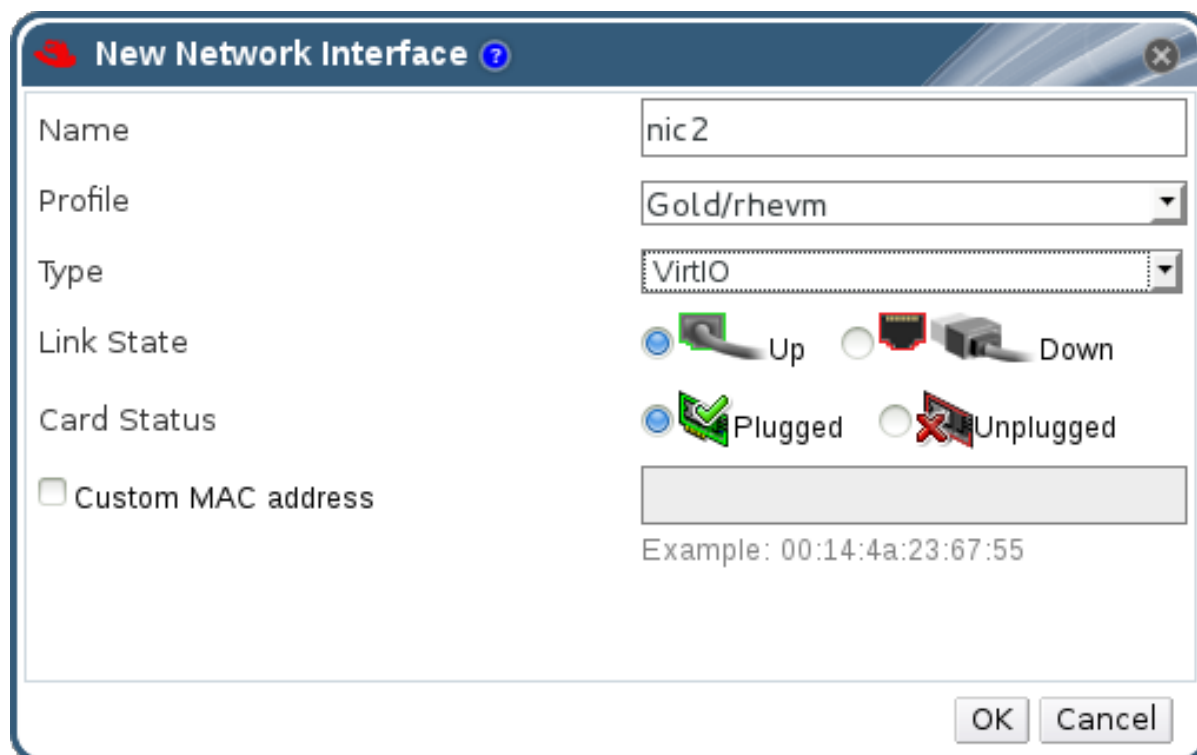 New Network Interface ?
Name nic2
Profile Gold/rhevm
Type VirtIO
Link State Up Down
Card Status Plugged Unplugged
Custom MAC address
Example: 00:14:4a:23:67:55
OK Cancel